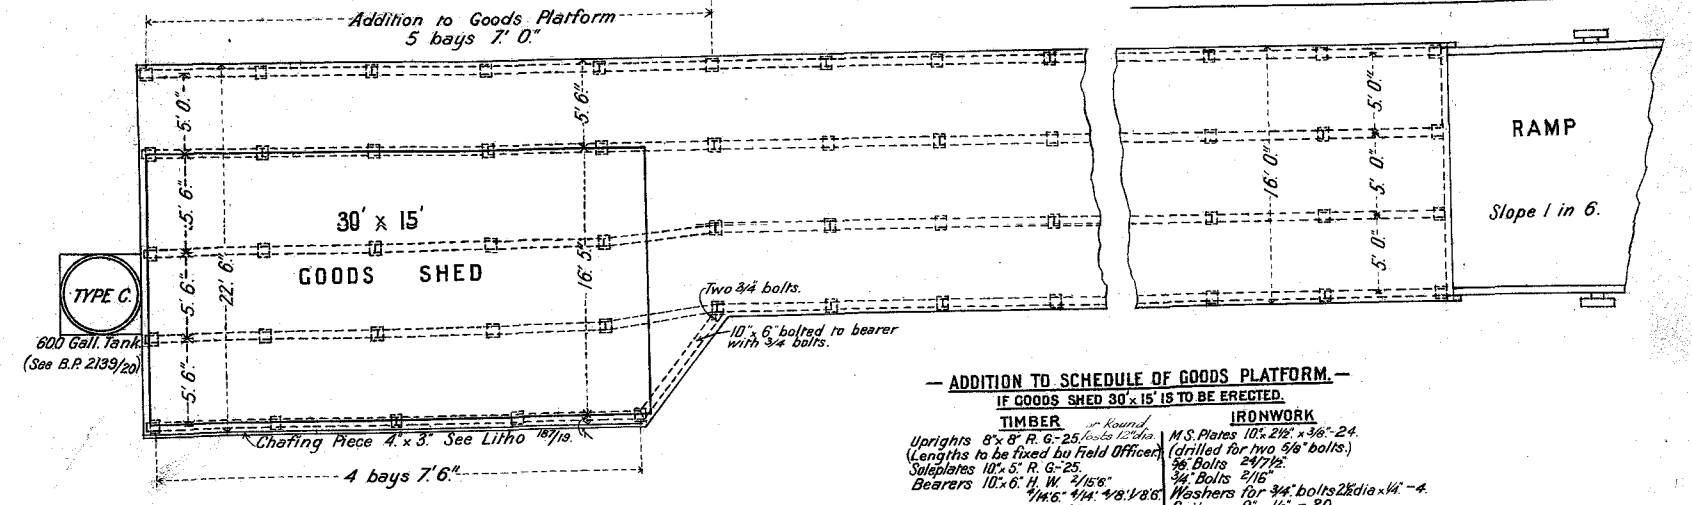 Addition to Goods Platform
5 bays 7'. 0."
5'. 0."
5'. 6."
5'. 6."
5'. 6."
22'. 6."
5'. 6."
16'. 5."
16'. 0."
5'. 0."
5'. 0."
5'. 0."
RAMP
Slope 1 in 6.
30' x 15'
GOODS SHED
TYPE C.
600 Gall. Tank
(See B.P. 2139/20)
Two 3/4 bolts.
10" x 6" bolted to bearer
with 3/4 bolts.
Chafing Piece 4" x 3" See Litho 187/19.
4 bays 7'. 6."
— ADDITION TO SCHEDULE OF GOODS PLATFORM. —
IF GOODS SHED 30' x 15' IS TO BE ERECTED.
TIMBER
Uprights 8" x 8" R. G. - 25. or Round posts 12" dia.
(Lengths to be fixed by Field Officer)
Soleplates 10" x 5" R. G. - 25.
Bearers 10" x 6" H. W. 2/15'6"
4/14'6" 4/14' 4/8' 1/8'6"
IRONWORK
M.S. Plates 10" x 2½" x 3/8" - 24.
(drilled for two 5/8" bolts.)
5/8" Bolts 24/7½"
3/4" Bolts 2/16"
Washers for 3/4" bolts 2½" dia x ¼" - 4.